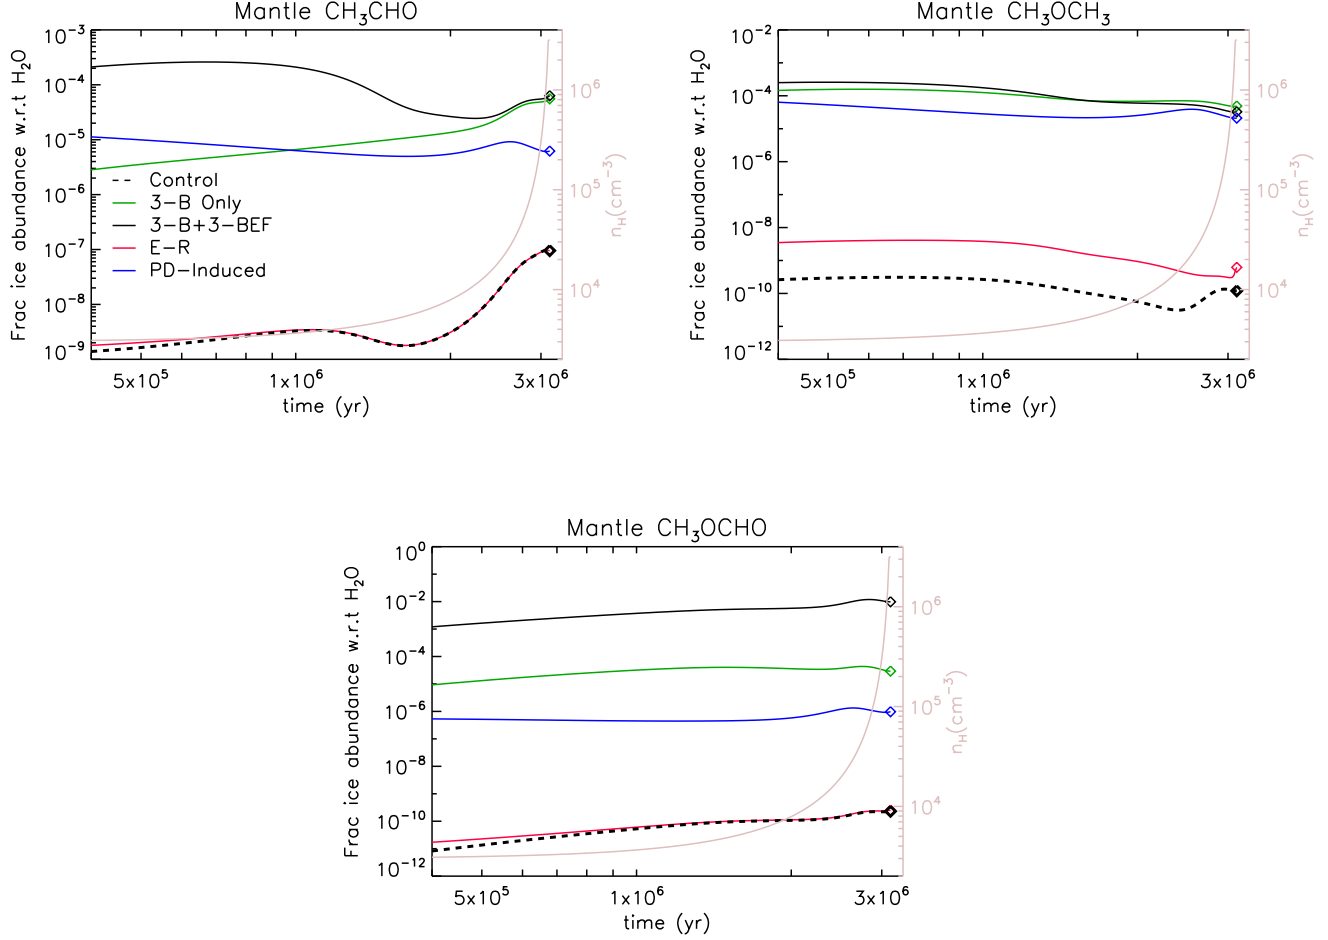 Mantle CH₃CHO
Frac ice abundance w.r.t H₂O
10⁻³
10⁻⁴
10⁻⁵
10⁻⁶
10⁻⁷
10⁻⁸
10⁻⁹
Control
3-B Only
3-B+3-BEF
E-R
PD-Induced
10⁶
10⁵
10⁴
n_H(cm⁻³)
5x10⁵ 1x10⁶ 3x10⁶
time (yr)
Mantle CH₃OCH₃
Frac ice abundance w.r.t H₂O
10⁻²
10⁻⁴
10⁻⁶
10⁻⁸
10⁻¹⁰
10⁻¹²
10⁶
10⁵
10⁴
n_H(cm⁻³)
5x10⁵ 1x10⁶ 3x10⁶
time (yr)
Mantle CH₃OCHO
Frac ice abundance w.r.t H₂O
10⁰
10⁻²
10⁻⁴
10⁻⁶
10⁻⁸
10⁻¹⁰
10⁻¹²
10⁶
10⁵
10⁴
n_H(cm⁻³)
5x10⁵ 1x10⁶ 3x10⁶
time (yr)